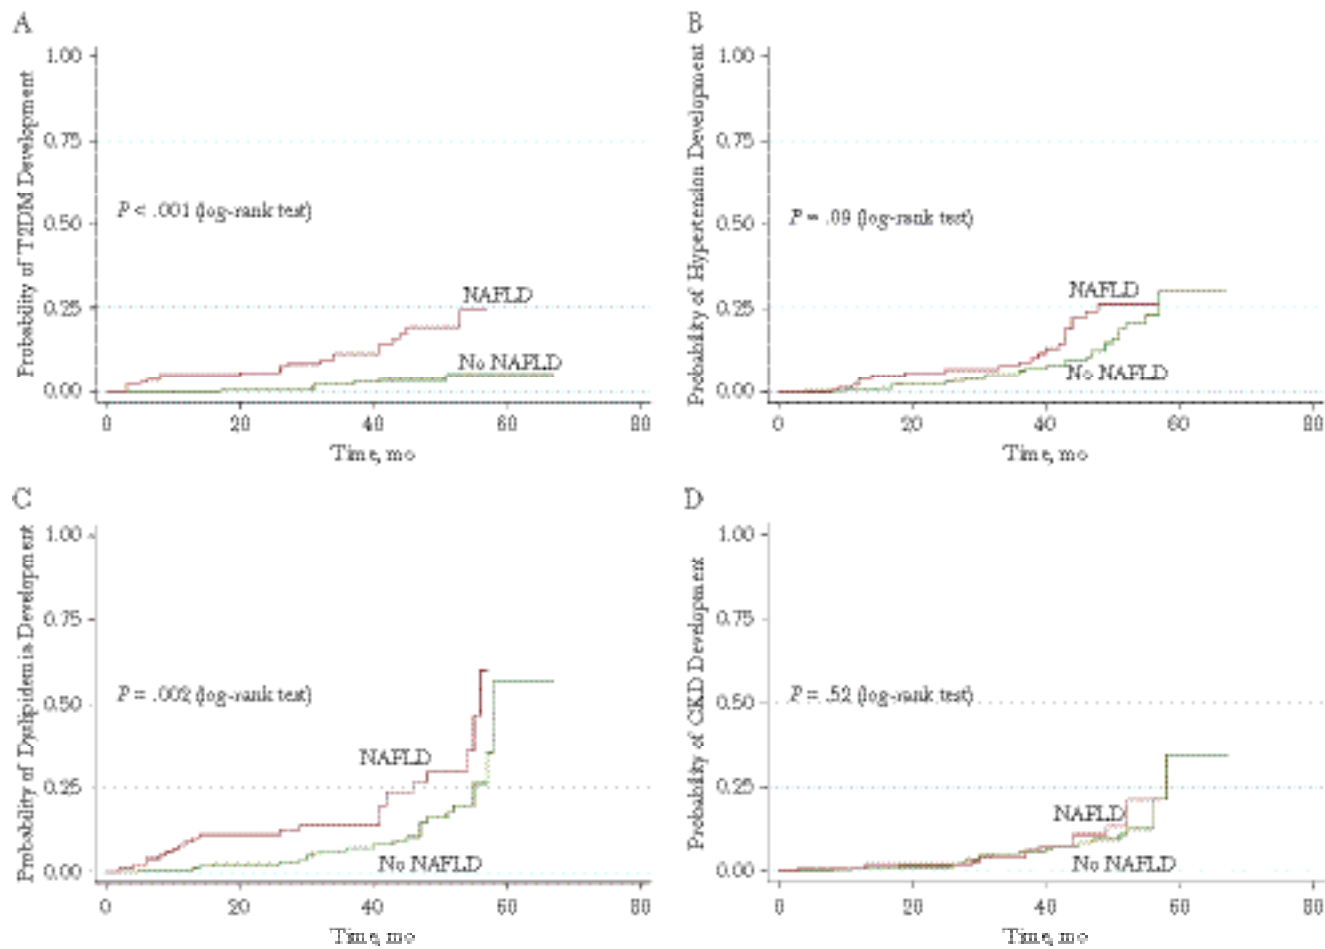 A
Probability of T2DM Development
1.00
0.75
0.50
0.25
0.00
P < .001 (log-rank test)
NAFLD
No NAFLD
0 20 40 60 80
Time, mo
B
Probability of Hypertension Development
1.00
0.75
0.50
0.25
0.00
P = .09 (log-rank test)
NAFLD
No NAFLD
0 20 40 60 80
Time, mo
C
Probability of Dyslipidemia Development
1.00
0.75
0.50
0.25
0.00
P = .002 (log-rank test)
NAFLD
No NAFLD
0 20 40 60 80
Time, mo
D
Probability of CKD Development
1.00
0.75
0.50
0.25
0.00
P = .52 (log-rank test)
NAFLD
No NAFLD
0 20 40 60 80
Time, mo